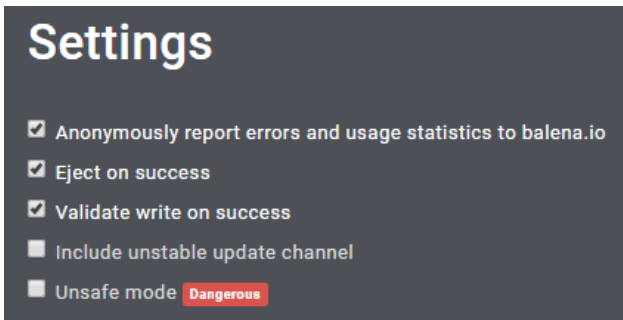 Settings
Anonymously report errors and usage statistics to balena.io
Eject on success
Validate write on success
Include unstable update channel
Unsafe mode Dangerous